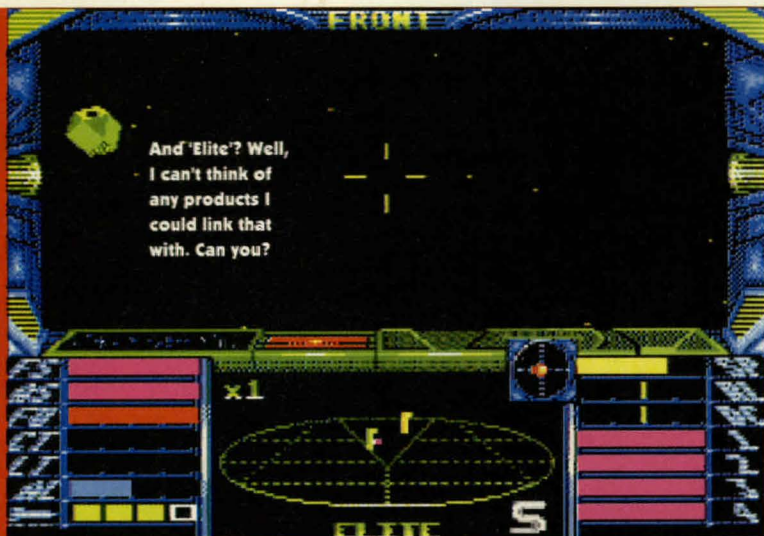 FRONT
And 'Elite'? Well,
I can't think of
any products I
could link that
with. Can you?
x1
S
ELITE